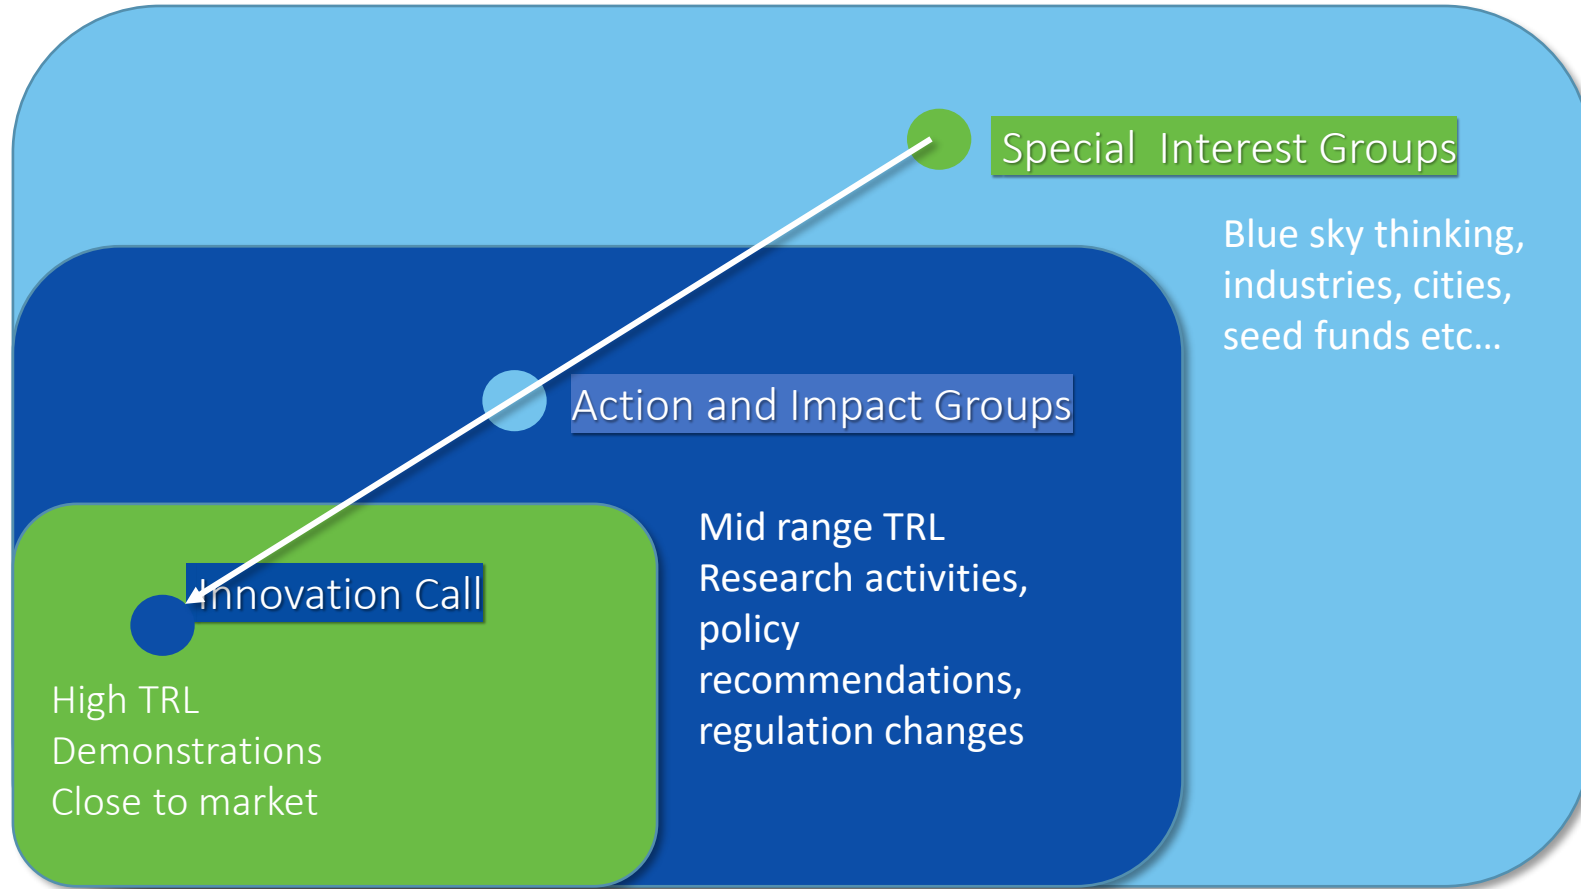 Special Interest Groups
Blue sky thinking,
industries, cities,
seed funds etc...
Action and Impact Groups
Mid range TRL
Research activities,
policy
recommendations,
regulation changes
Innovation Call
High TRL
Demonstrations
Close to market